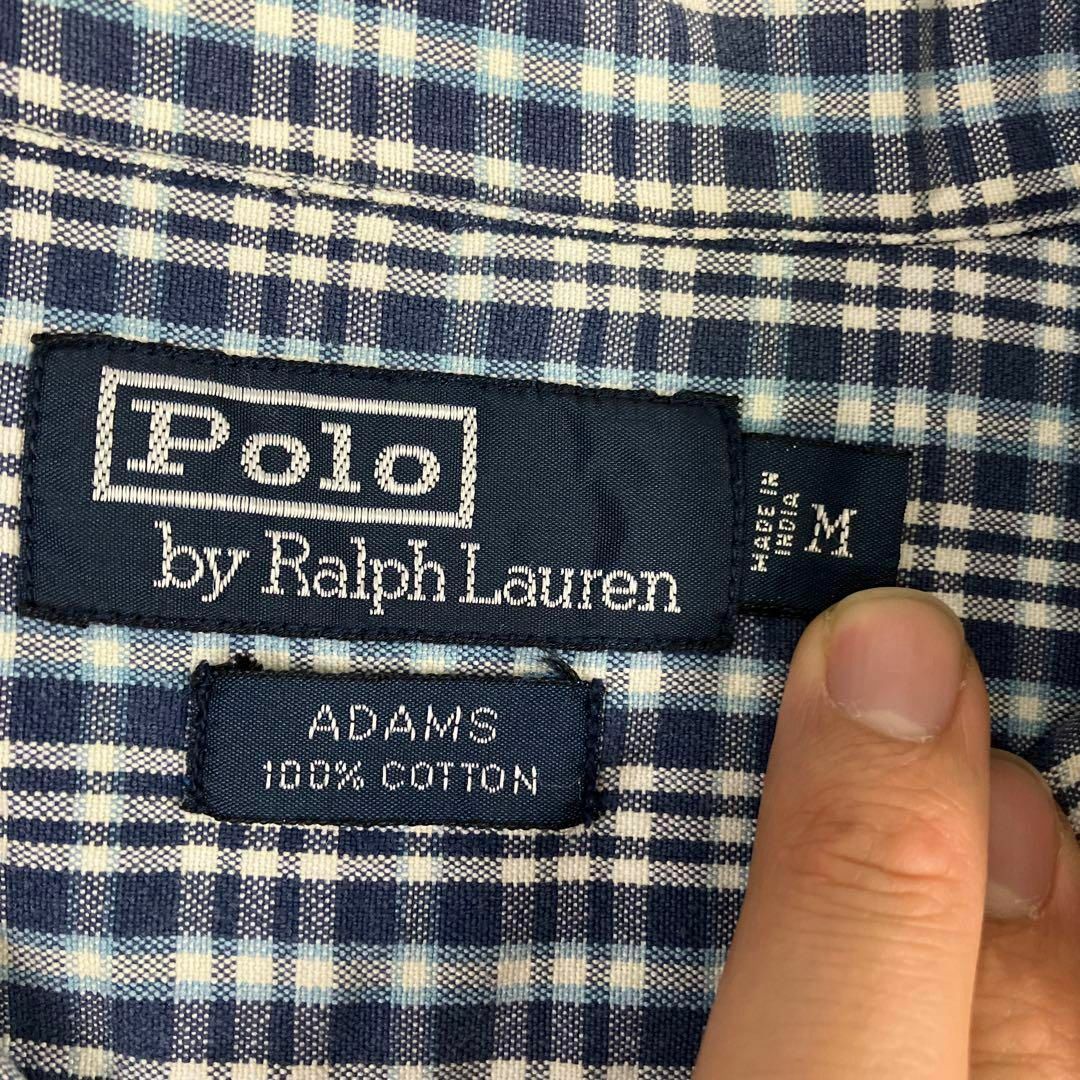 Polo
by Ralph Lauren
MADE IN
INDIA
M
ADAMS
100% COTTON